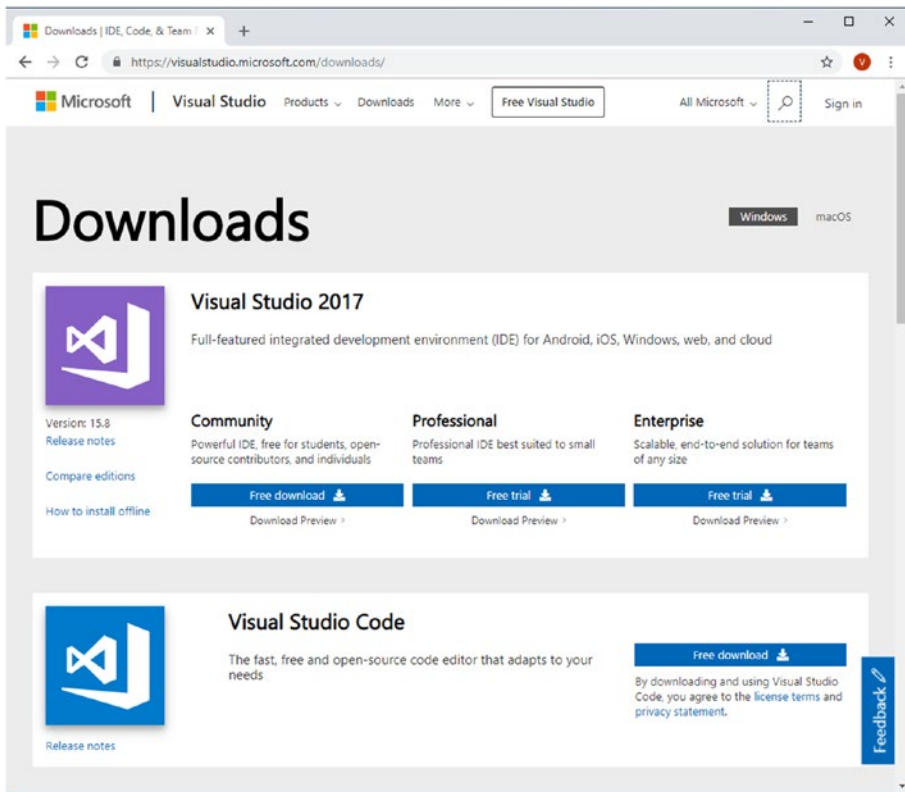 Downloads | IDE, Code, & Team
https://visualstudio.microsoft.com/downloads/
V
Microsoft | Visual Studio Products Downloads More Free Visual Studio All Microsoft Sign in
Downloads
Windows macOS
Visual Studio 2017
Full-featured integrated development environment (IDE) for Android, iOS, Windows, web, and cloud
Version: 15.8
Release notes
Compare editions
How to install offline
Community
Powerful IDE, free for students, open-
source contributors, and individuals
Free download
Download Preview >
Professional
Professional IDE best suited to small
teams
Free trial
Download Preview >
Enterprise
Scalable, end-to-end solution for teams
of any size
Free trial
Download Preview >
Visual Studio Code
The fast, free and open-source code editor that adapts to your
needs
Release notes
Free download
By downloading and using Visual Studio
Code, you agree to the license terms and
privacy statement.
Feedback